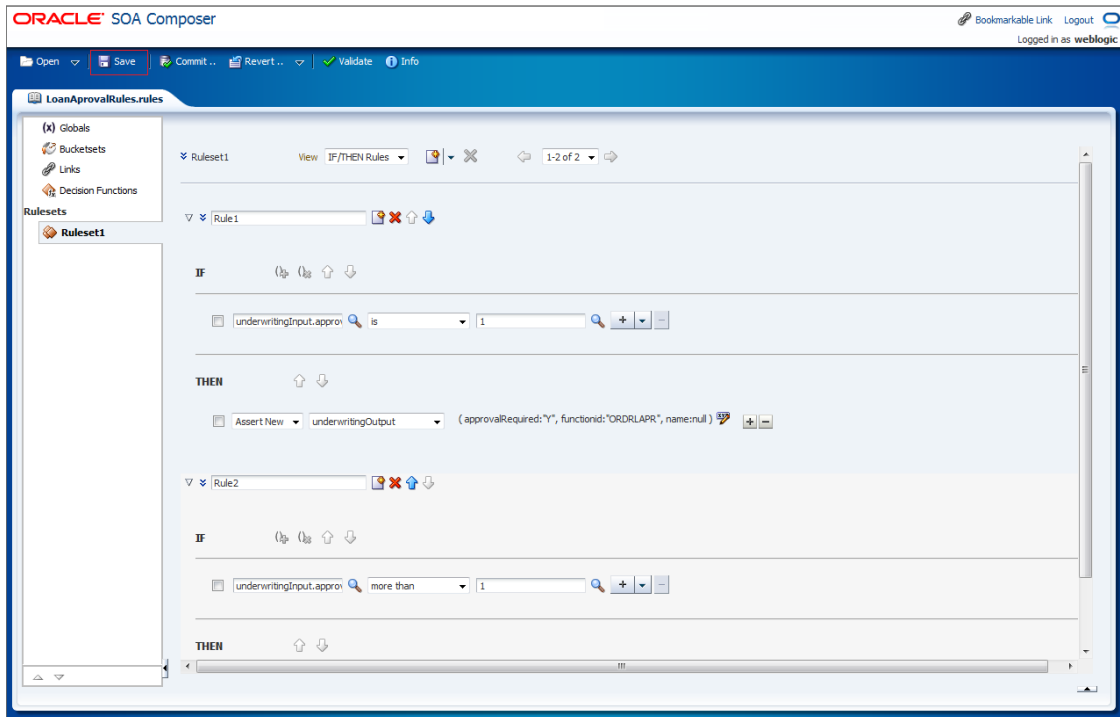 ORACLE SOA Composer
Bookmarkable Link Logout
Logged in as weblogic
Open Save Commit .. Revert .. Validate Info
LoanAprovalRules.rules
(x) Globals
Bucketsets
Links
Decision Functions
Rulesets
Ruleset1
Ruleset1 View IF/THEN Rules 1-2 of 2
Rule1
IF
underwritingInput.approv is 1
THEN
Assert New underwritingOutput ( approvalRequired:"Y", functionid:"ORDRLAPR", name:null )
Rule2
IF
underwritingInput.approv more than 1
THEN